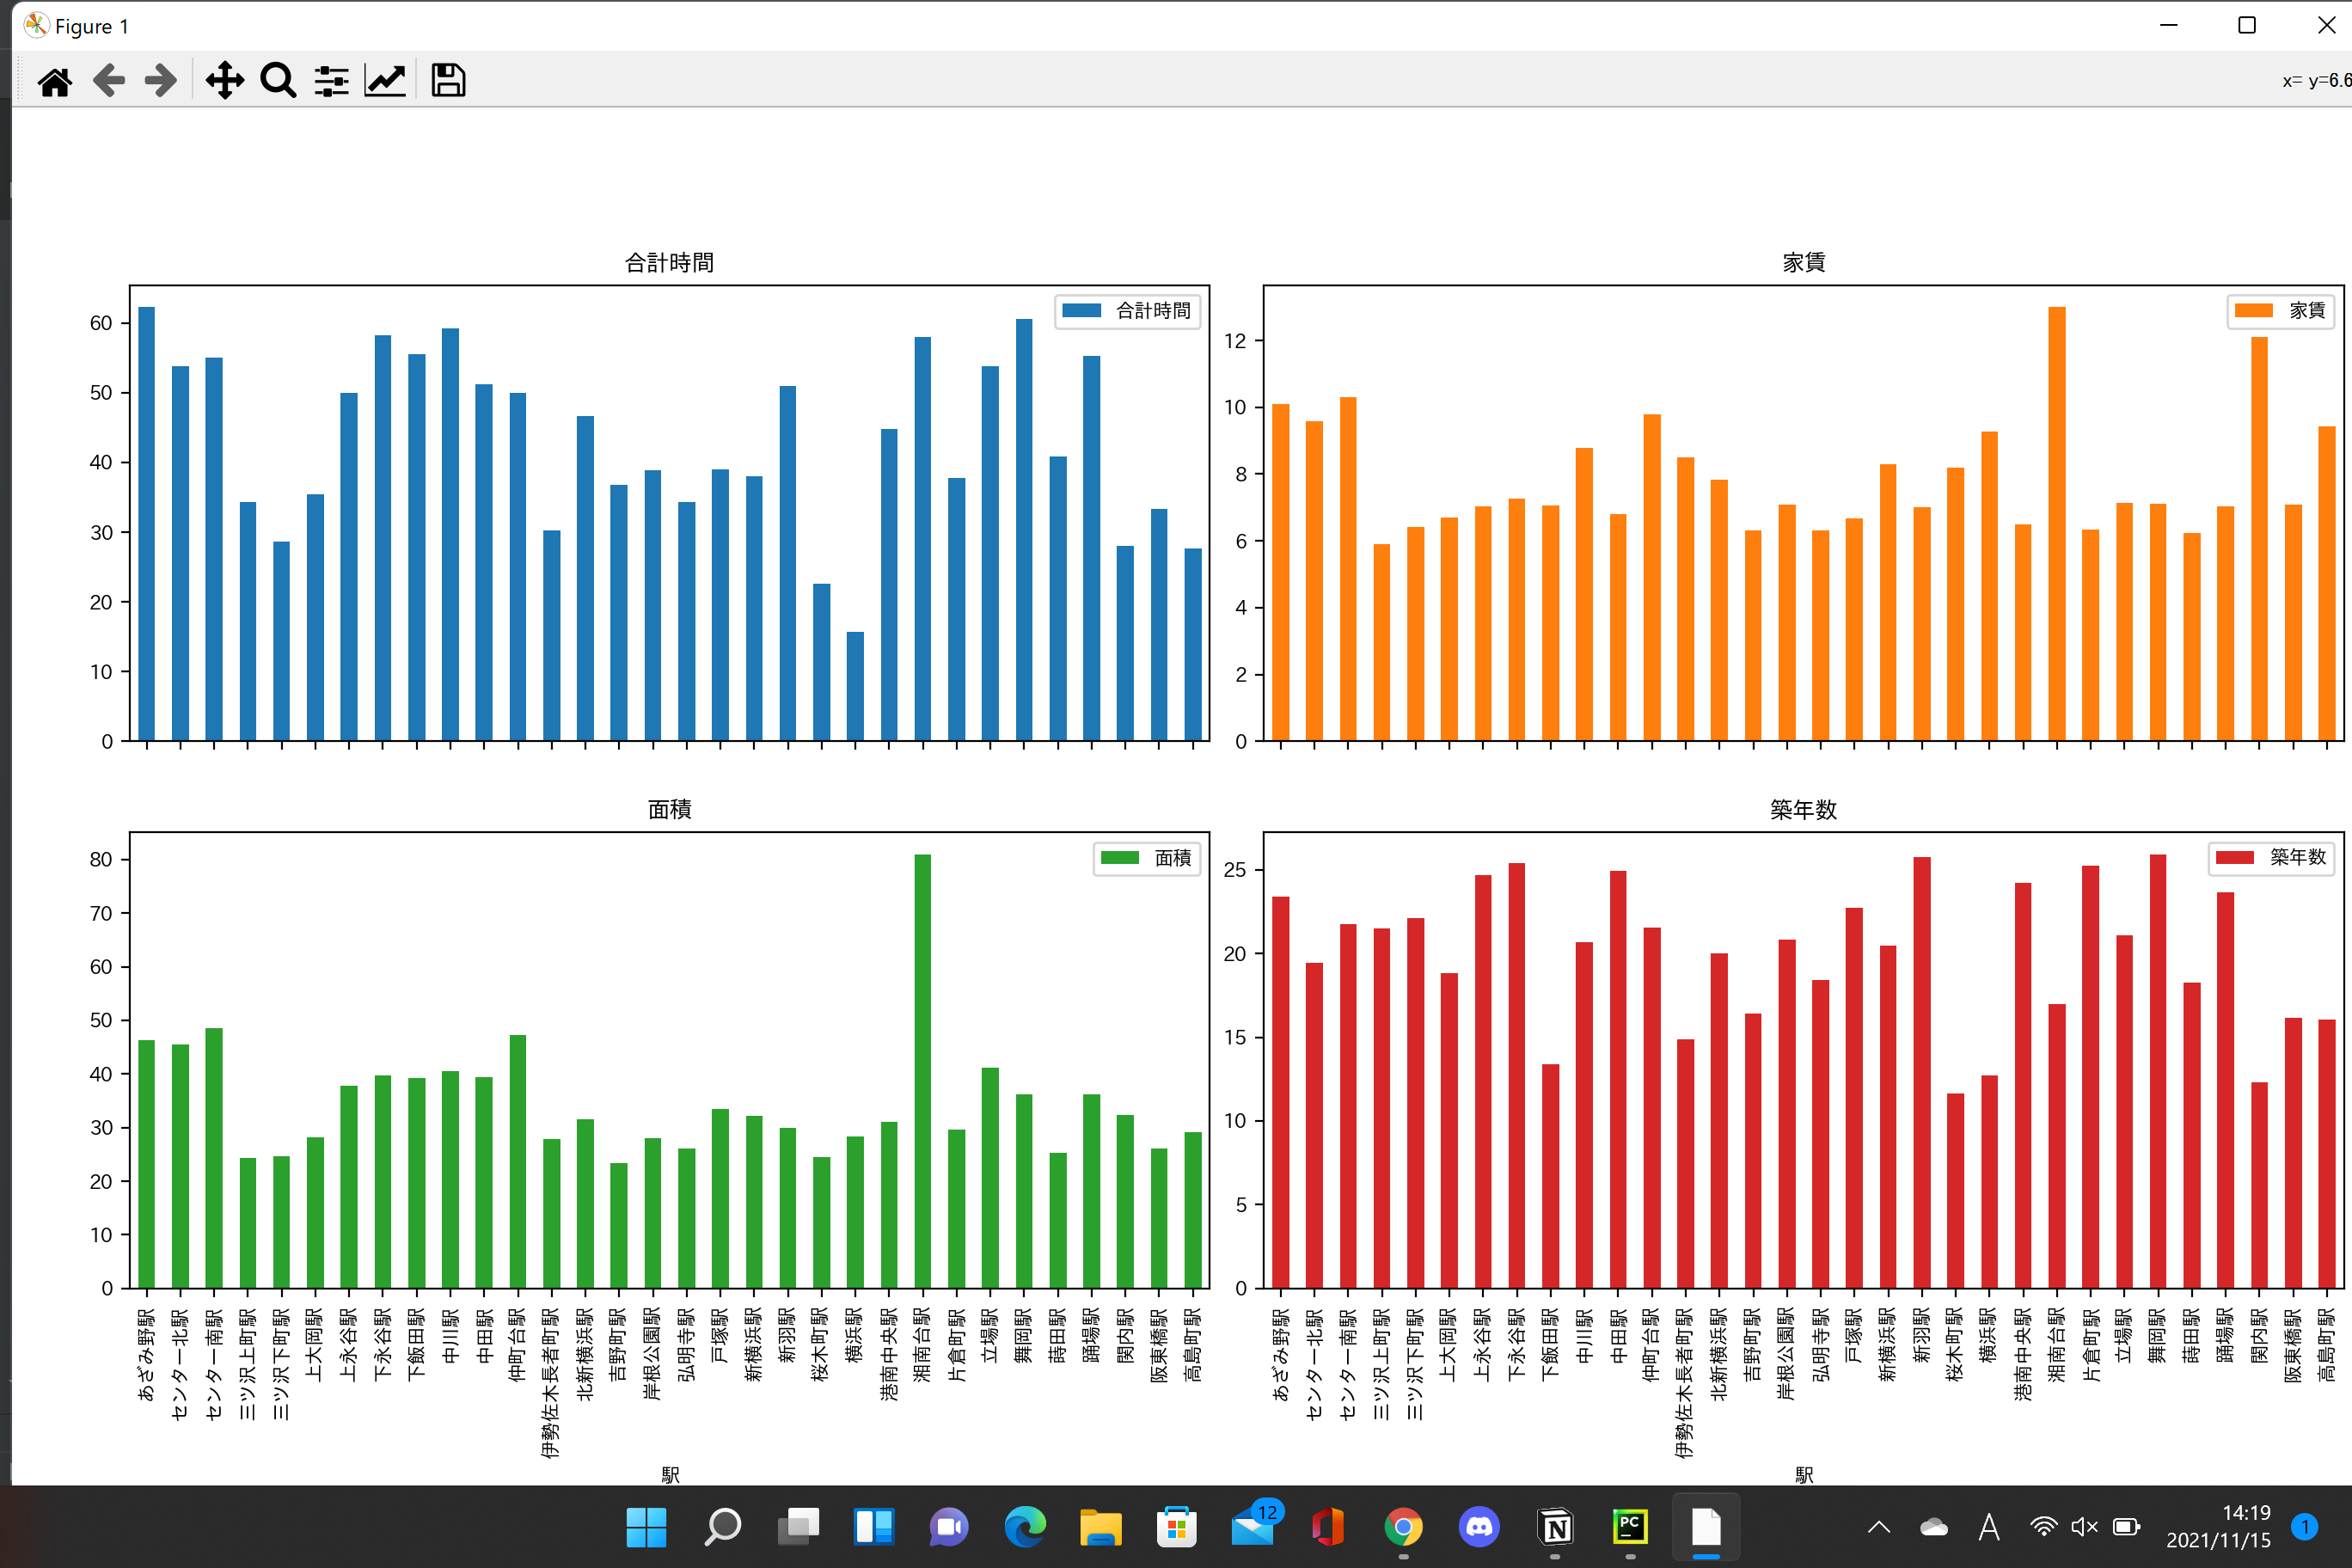 Figure 1
x= y=6.6
合計時間
合計時間
60
50
40
30
20
10
0
家賃
家賃
12
10
8
6
4
2
0
面積
面積
80
70
60
50
40
30
20
10
0
あざみ野駅
センター北駅
センター南駅
三ツ沢上町駅
三ツ沢下町駅
上大岡駅
上永谷駅
下永谷駅
下飯田駅
中川駅
中田駅
仲町台駅
伊勢佐木長者町駅
北新横浜駅
吉野町駅
岸根公園駅
弘明寺駅
戸塚駅
新横浜駅
新羽駅
桜木町駅
横浜駅
港南中央駅
湘南台駅
片倉町駅
立場駅
舞岡駅
蒔田駅
踊場駅
関内駅
阪東橋駅
高島町駅
駅
築年数
築年数
25
20
15
10
5
0
あざみ野駅
センター北駅
センター南駅
三ツ沢上町駅
三ツ沢下町駅
上大岡駅
上永谷駅
下永谷駅
下飯田駅
中川駅
中田駅
仲町台駅
伊勢佐木長者町駅
北新横浜駅
吉野町駅
岸根公園駅
弘明寺駅
戸塚駅
新横浜駅
新羽駅
桜木町駅
横浜駅
港南中央駅
湘南台駅
片倉町駅
立場駅
舞岡駅
蒔田駅
踊場駅
関内駅
阪東橋駅
高島町駅
駅
12
N
PC
A
14:19
2021/11/15
1